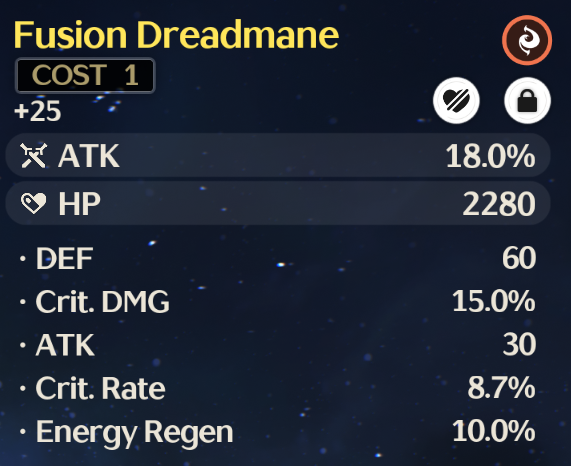 Fusion Dreadmane
COST 1
+25
ATK 18.0%
HP 2280
· DEF 60
· Crit. DMG 15.0%
· ATK 30
· Crit. Rate 8.7%
· Energy Regen 10.0%